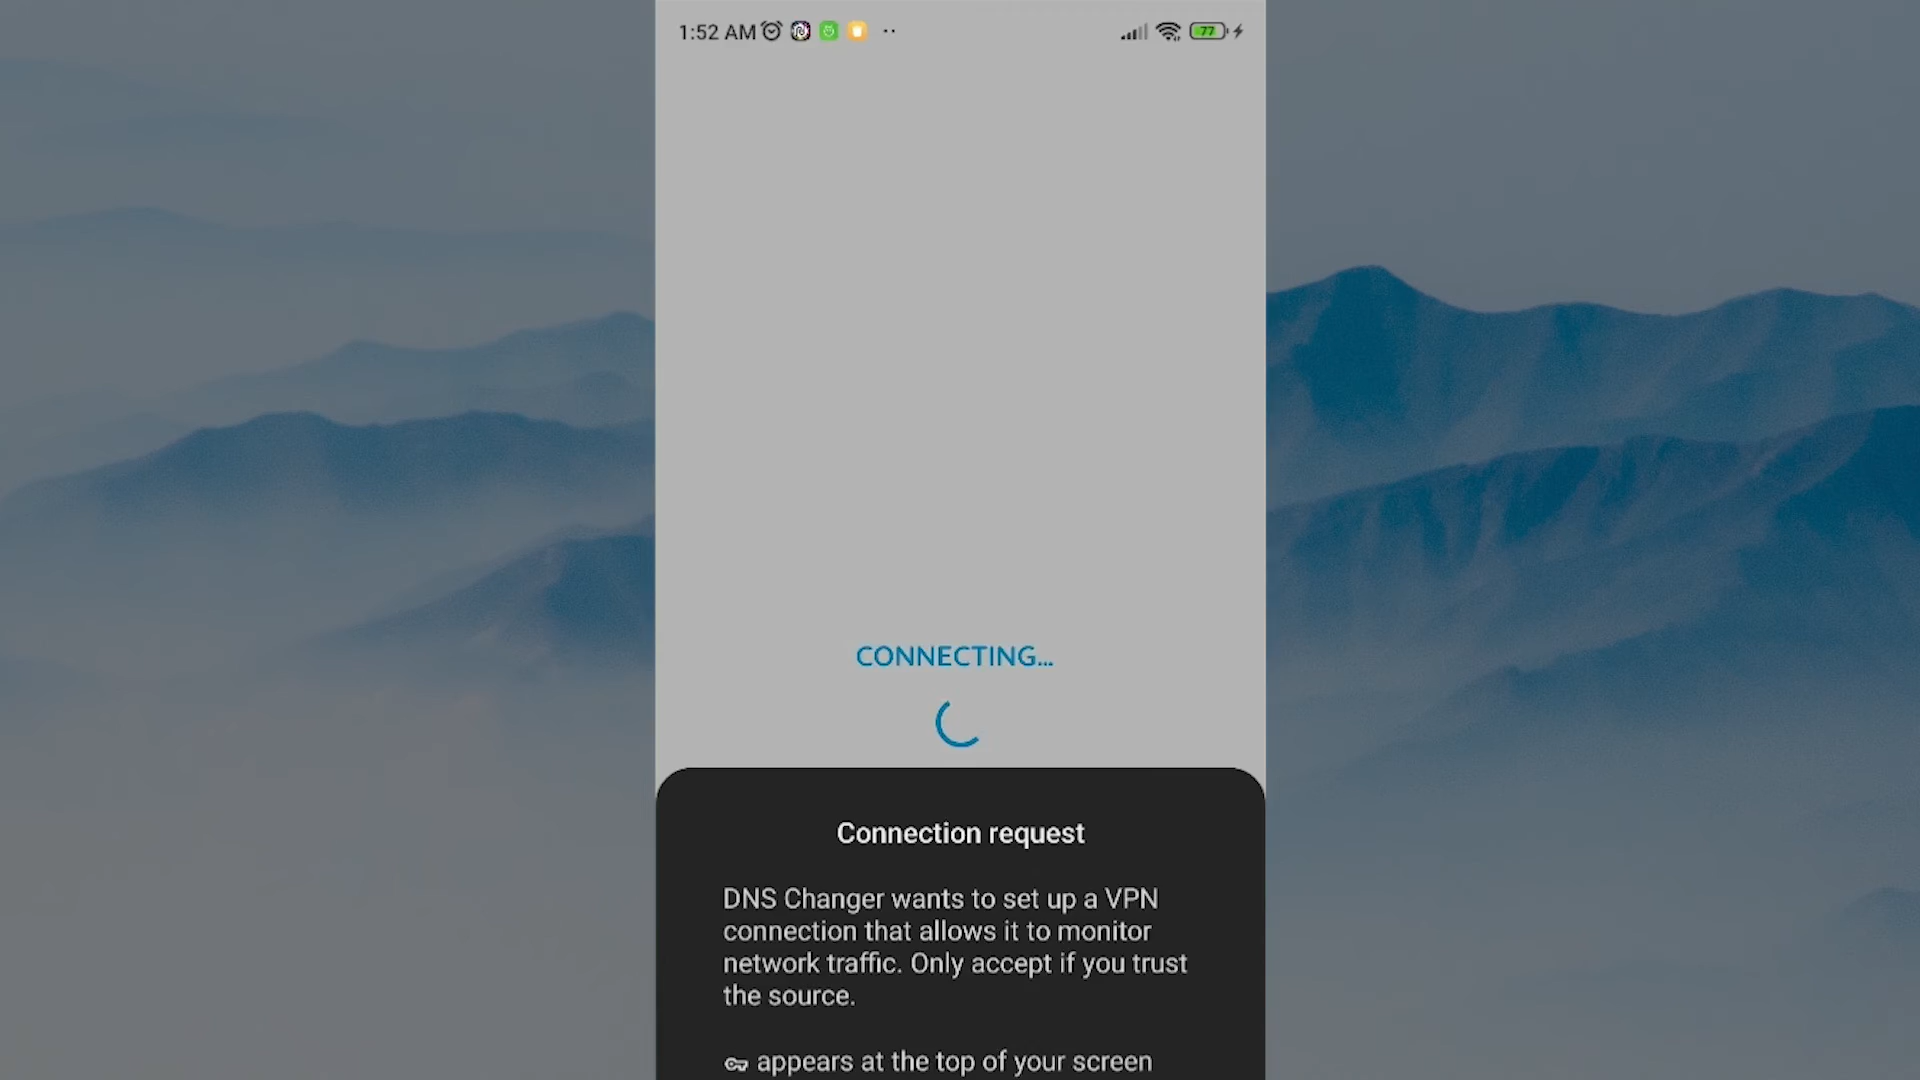 1:52 AM
77
CONNECTING...
Connection request
DNS Changer wants to set up a VPN
connection that allows it to monitor
network traffic. Only accept if you trust
the source.
appears at the top of your screen